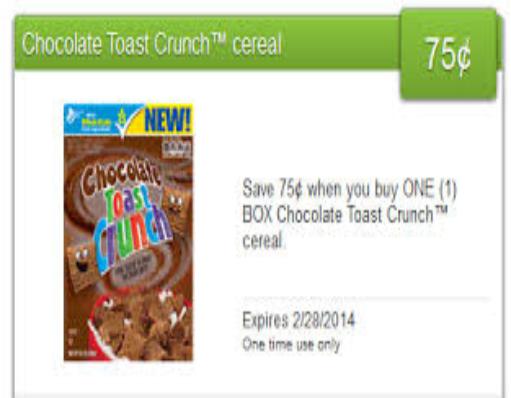 Chocolate Toast Crunch™ cereal
75¢
NEW!
Chocolate
Toast
Crunch
Save 75¢ when you buy ONE (1)
BOX Chocolate Toast Crunch™
cereal.
Expires 2/28/2014
One time use only